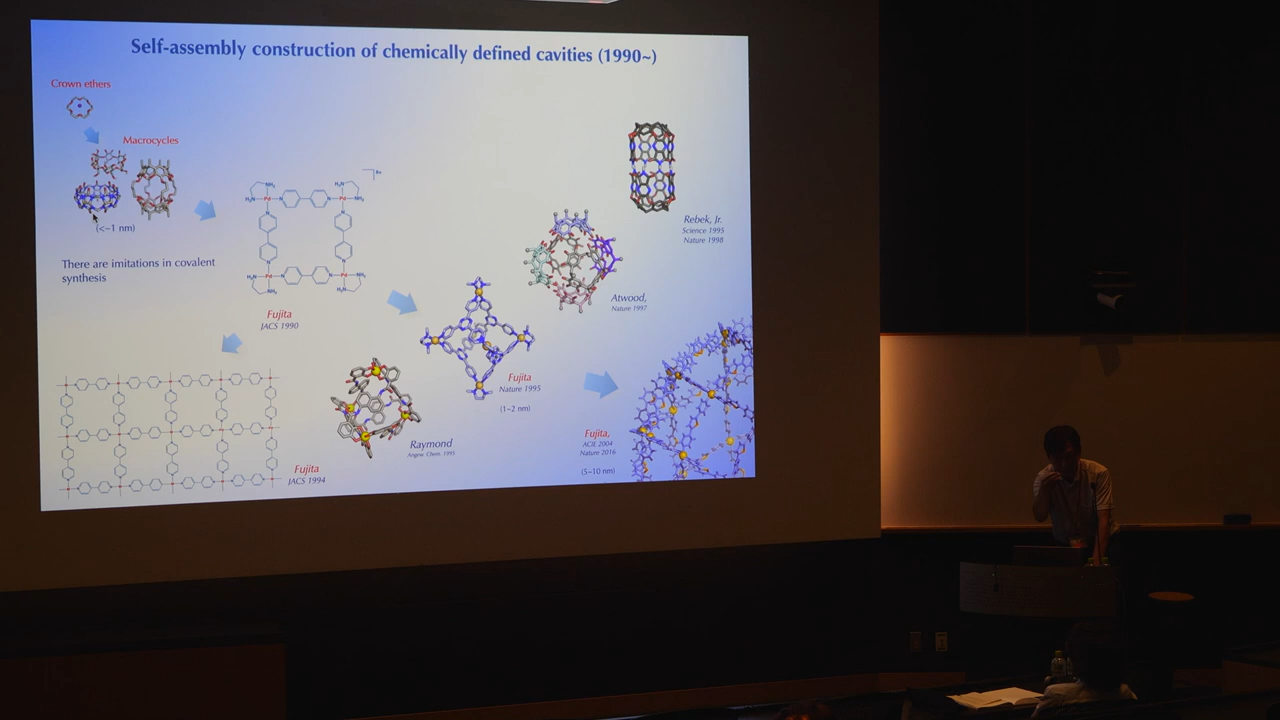 Self-assembly construction of chemically defined cavities (1990~)
Crown ethers
Macrocycles
(<~1 nm)
There are imitations in covalent
synthesis
Fujita
JACS 1990
Fujita
JACS 1994
Raymond
Angew. Chem. 1995
Fujita
Nature 1995
(1~2 nm)
Atwood,
Nature 1997
Rebek, Jr.
Science 1995
Nature 1998
Fujita,
ACIE 2004
Nature 2016
(5~10 nm)